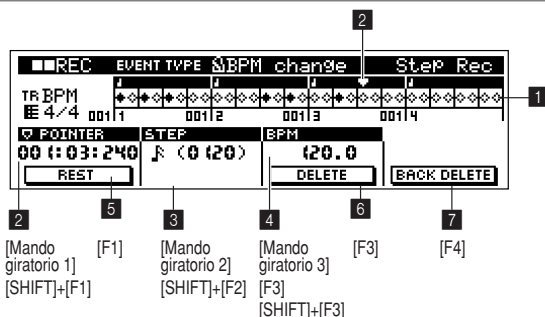 2
■■REC EVENT TYPE BPM change Step Rec
TR BPM
4/4 001|1 001|2 001|3 001|4
1
POINTER STEP BPM
001:03:240 (0120) 120.0
REST DELETE BACK DELETE
2 5 3 4 6 7
[Mando giratorio 1] [F1] [Mando giratorio 2] [Mando giratorio 3] [F3] [F4]
[SHIFT]+[F1] [SHIFT]+[F2] [F3]
[SHIFT]+[F3]